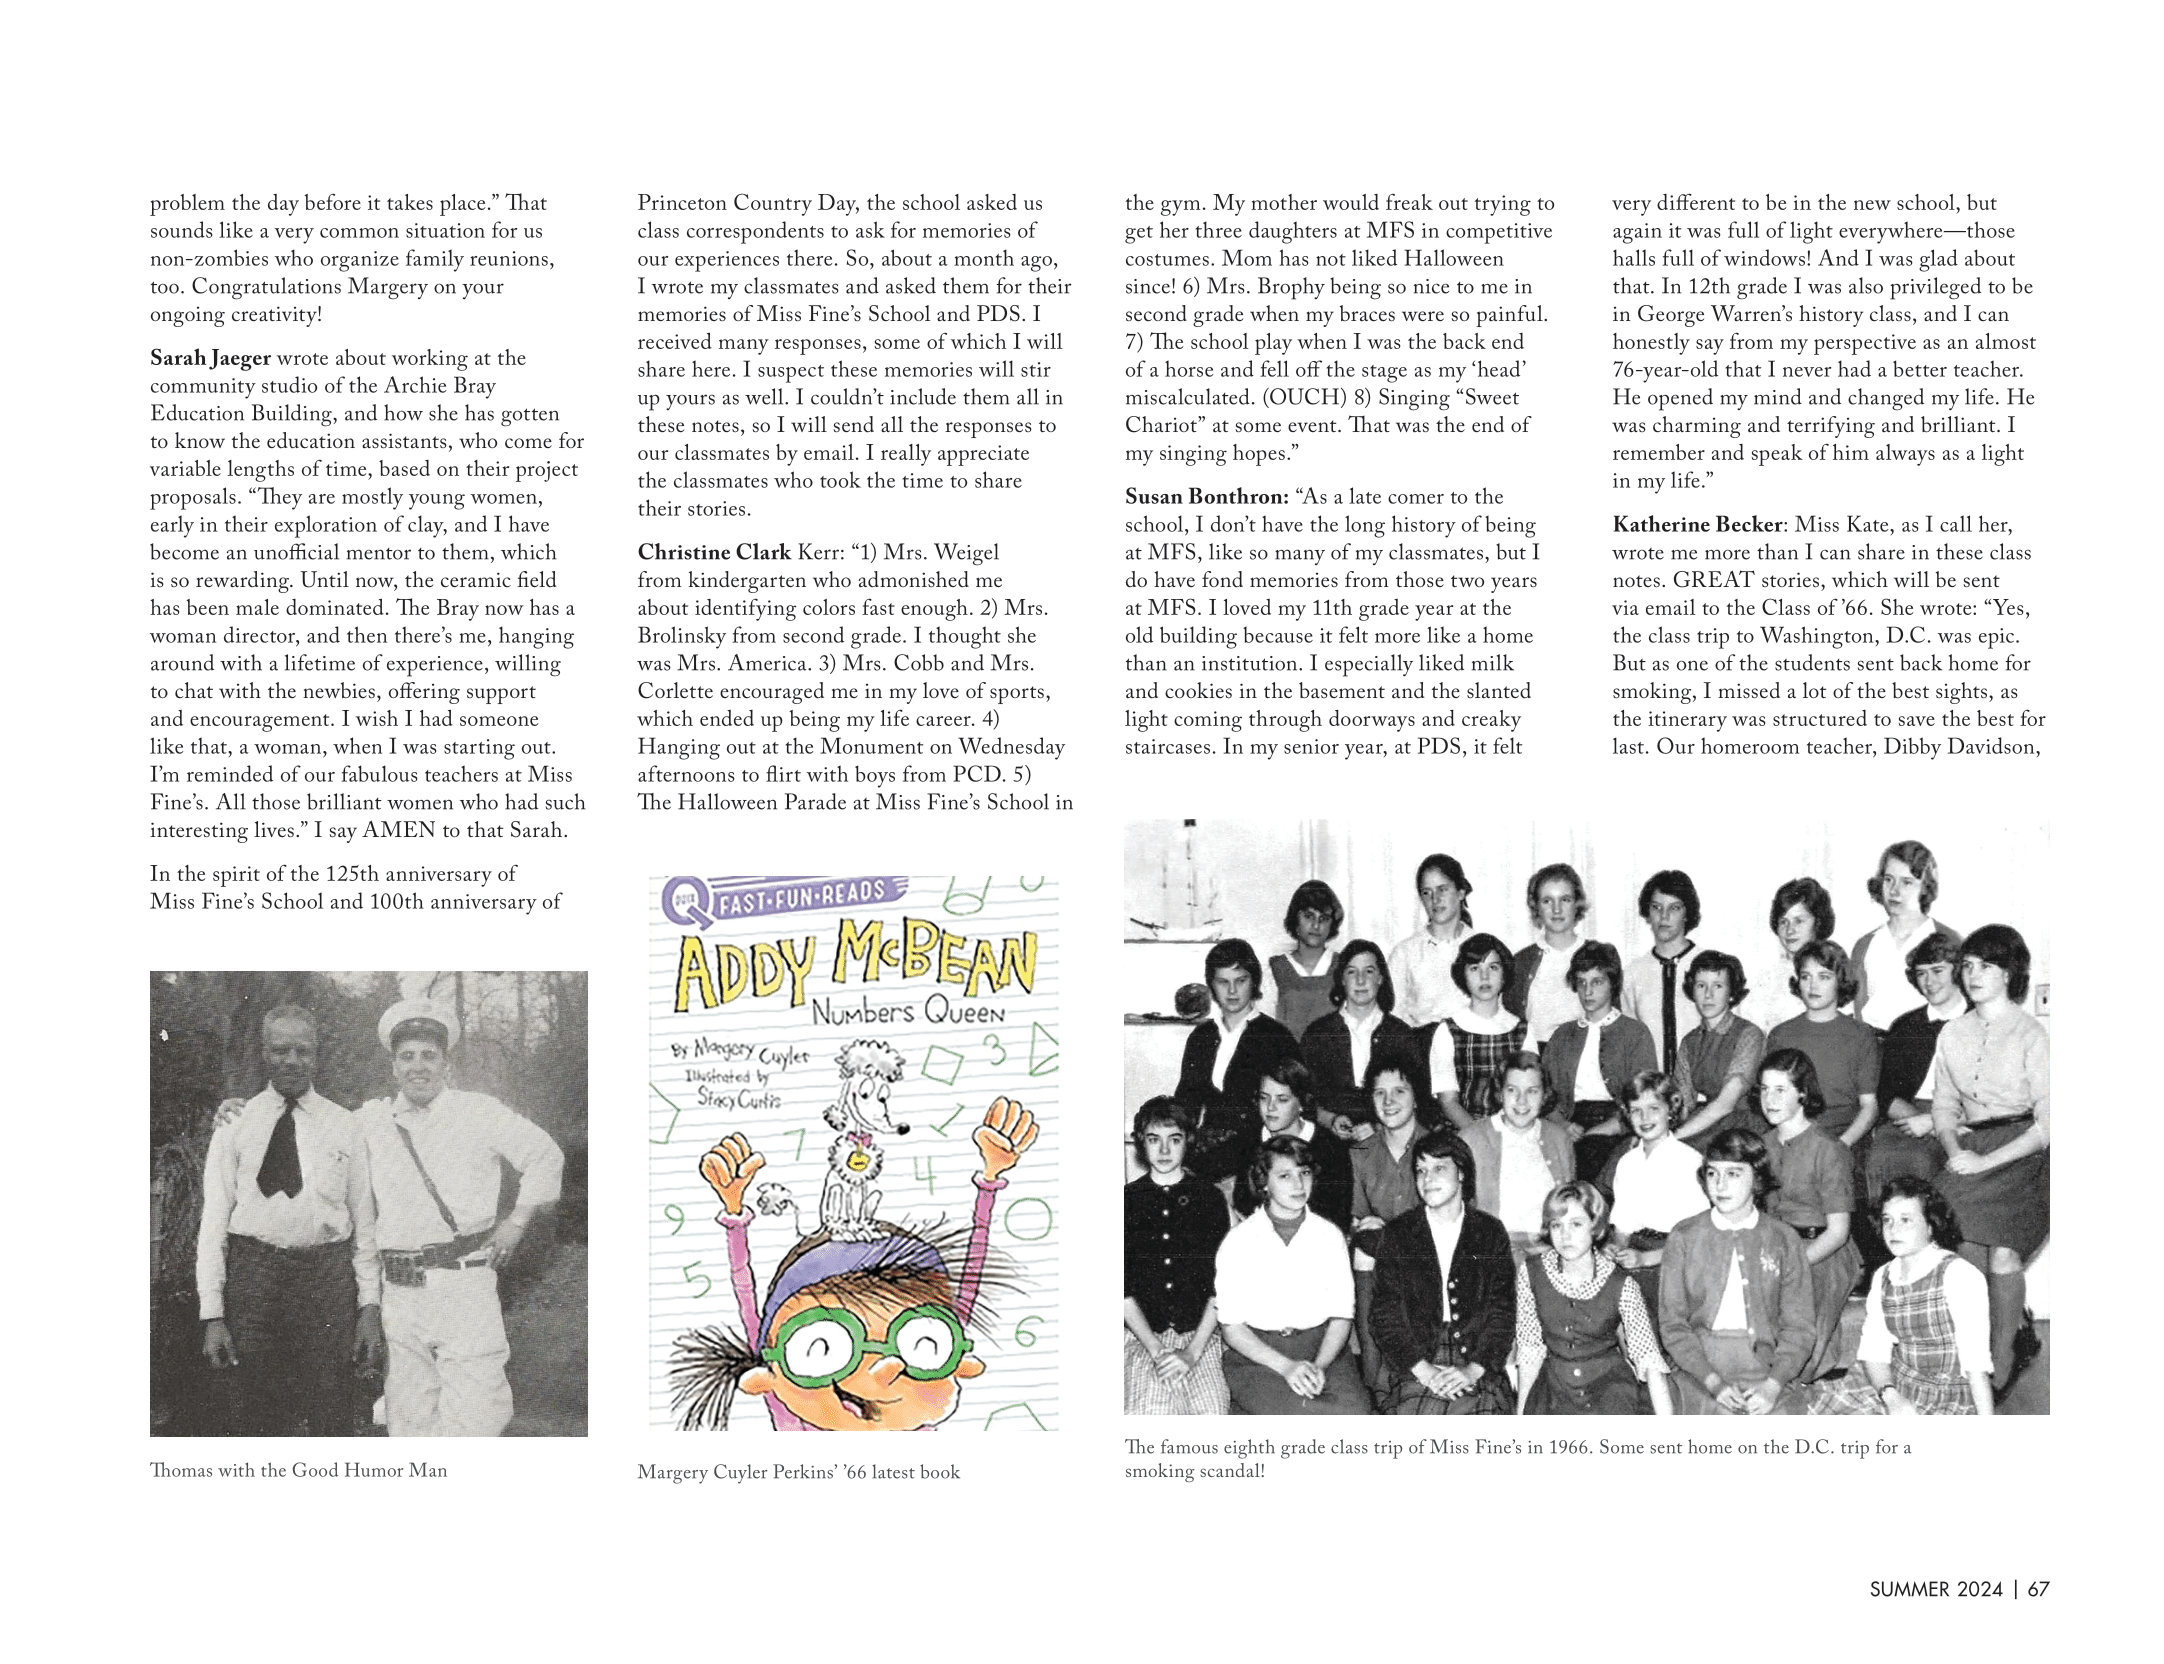 problem the day before it takes place.” That
sounds like a very common situation for us
non-zombies who organize family reunions,
too. Congratulations Margery on your
ongoing creativity!
Sarah Jaeger wrote about working at the
community studio of the Archie Bray
Education Building, and how she has gotten
to know the education assistants, who come for
variable lengths of time, based on their project
proposals. “They are mostly young women,
early in their exploration of clay, and I have
become an unofficial mentor to them, which
is so rewarding. Until now, the ceramic field
has been male dominated. The Bray now has a
woman director, and then there’s me, hanging
around with a lifetime of experience, willing
to chat with the newbies, offering support
and encouragement. I wish I had someone
like that, a woman, when I was starting out.
I’m reminded of our fabulous teachers at Miss
Fine’s. All those brilliant women who had such
interesting lives.” I say AMEN to that Sarah.
In the spirit of the 125th anniversary of
Miss Fine’s School and 100th anniversary of
Thomas with the Good Humor Man
Princeton Country Day, the school asked us
class correspondents to ask for memories of
our experiences there. So, about a month ago,
I wrote my classmates and asked them for their
memories of Miss Fine’s School and PDS. I
received many responses, some of which I will
share here. I suspect these memories will stir
up yours as well. I couldn’t include them all in
these notes, so I will send all the responses to
our classmates by email. I really appreciate
the classmates who took the time to share
their stories.
Christine Clark Kerr: “1) Mrs. Weigel
from kindergarten who admonished me
about identifying colors fast enough. 2) Mrs.
Brolinsky from second grade. I thought she
was Mrs. America. 3) Mrs. Cobb and Mrs.
Corlette encouraged me in my love of sports,
which ended up being my life career. 4)
Hanging out at the Monument on Wednesday
afternoons to flirt with boys from PCD. 5)
The Halloween Parade at Miss Fine’s School in
QUIX
FAST•FUN•READS
ADDY McBEAN
Numbers Queen
By Margery Cuyler
Illustrated by
Stacy Curtis
3
7
4
9
5
6
Margery Cuyler Perkins’ ’66 latest book
the gym. My mother would freak out trying to
get her three daughters at MFS in competitive
costumes. Mom has not liked Halloween
since! 6) Mrs. Brophy being so nice to me in
second grade when my braces were so painful.
7) The school play when I was the back end
of a horse and fell off the stage as my ‘head’
miscalculated. (OUCH) 8) Singing “Sweet
Chariot” at some event. That was the end of
my singing hopes.”
Susan Bonthron: “As a late comer to the
school, I don’t have the long history of being
at MFS, like so many of my classmates, but I
do have fond memories from those two years
at MFS. I loved my 11th grade year at the
old building because it felt more like a home
than an institution. I especially liked milk
and cookies in the basement and the slanted
light coming through doorways and creaky
staircases. In my senior year, at PDS, it felt
very different to be in the new school, but
again it was full of light everywhere—those
halls full of windows! And I was glad about
that. In 12th grade I was also privileged to be
in George Warren’s history class, and I can
honestly say from my perspective as an almost
76-year-old that I never had a better teacher.
He opened my mind and changed my life. He
was charming and terrifying and brilliant. I
remember and speak of him always as a light
in my life.”
Katherine Becker: Miss Kate, as I call her,
wrote me more than I can share in these class
notes. GREAT stories, which will be sent
via email to the Class of ’66. She wrote: “Yes,
the class trip to Washington, D.C. was epic.
But as one of the students sent back home for
smoking, I missed a lot of the best sights, as
the itinerary was structured to save the best for
last. Our homeroom teacher, Dibby Davidson,
The famous eighth grade class trip of Miss Fine’s in 1966. Some sent home on the D.C. trip for a
smoking scandal!
SUMMER 2024 | 67